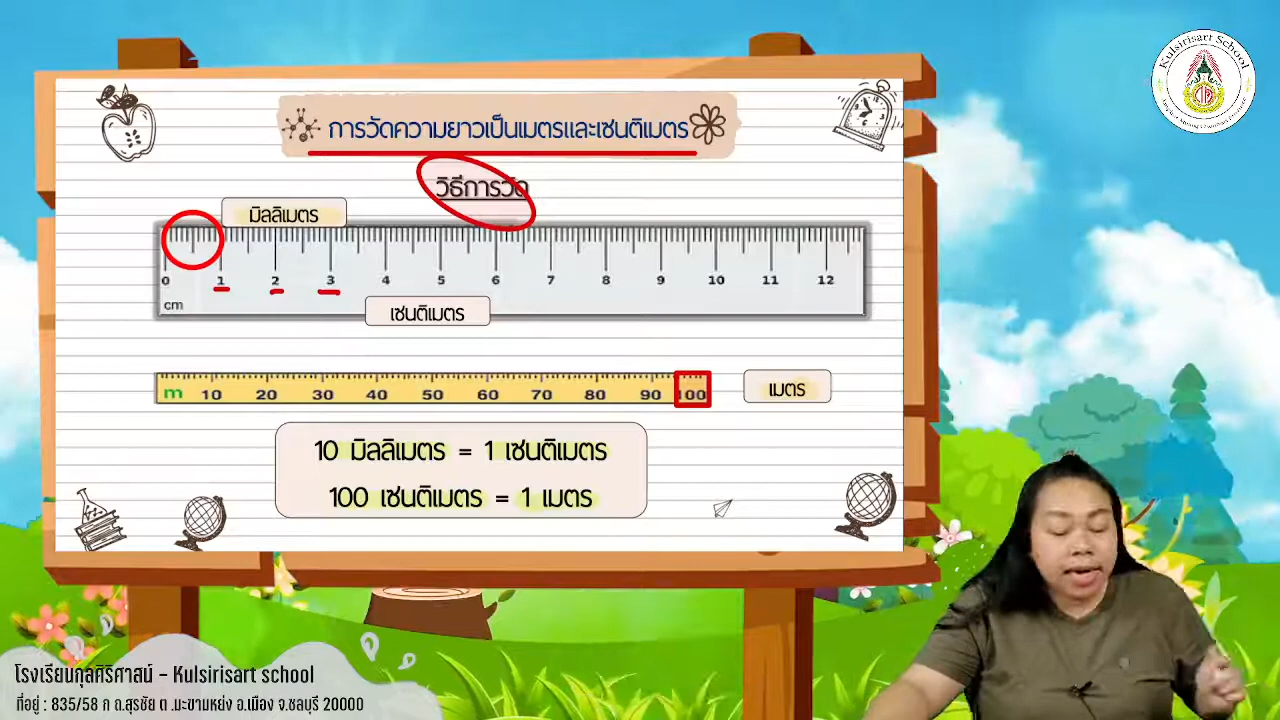 Kulsirisart School
การวัดความยาวเป็นเมตรและเซนติเมตร
วิธีการวัด
มิลลิเมตร
0 1 2 3 4 5 6 7 8 9 10 11 12
cm
เซนติเมตร
m 10 20 30 40 50 60 70 80 90 100
เมตร
10 มิลลิเมตร = 1 เซนติเมตร
100 เซนติเมตร = 1 เมตร
โรงเรียนกุลศิริศาสน์ - Kulsirisart school
ที่อยู่ : 835/58 ก ถ.สุรชัย ต .มะขามหย่ง อ.เมือง จ.ชลบุรี 20000